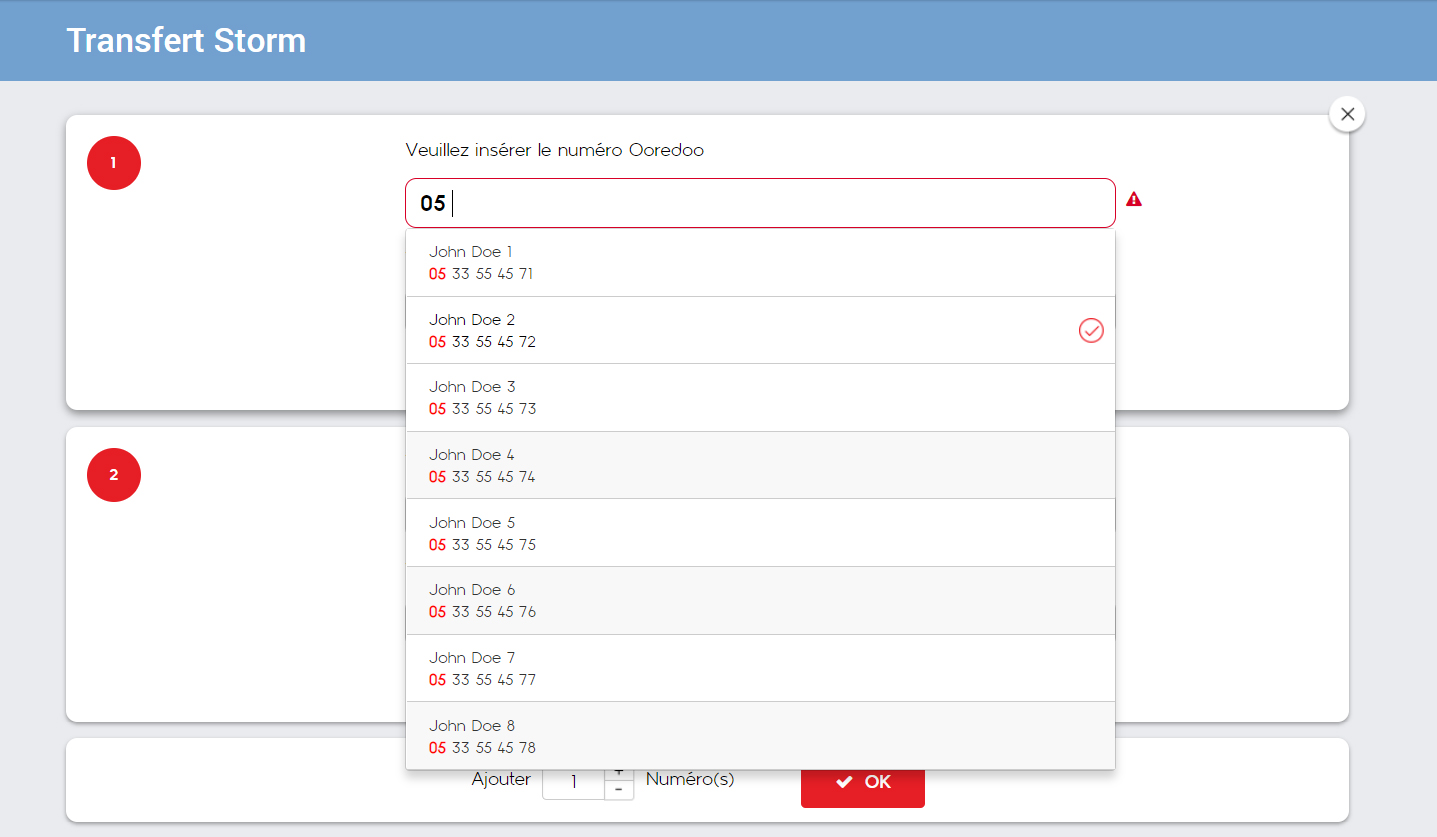 Transfert Storm
1
Veuillez insérer le numéro Ooredoo
05
John Doe 1
05 33 55 45 71
John Doe 2
05 33 55 45 72
John Doe 3
05 33 55 45 73
John Doe 4
05 33 55 45 74
2
John Doe 5
05 33 55 45 75
John Doe 6
05 33 55 45 76
John Doe 7
05 33 55 45 77
John Doe 8
05 33 55 45 78
Ajouter 1 + - Numéro(s) OK